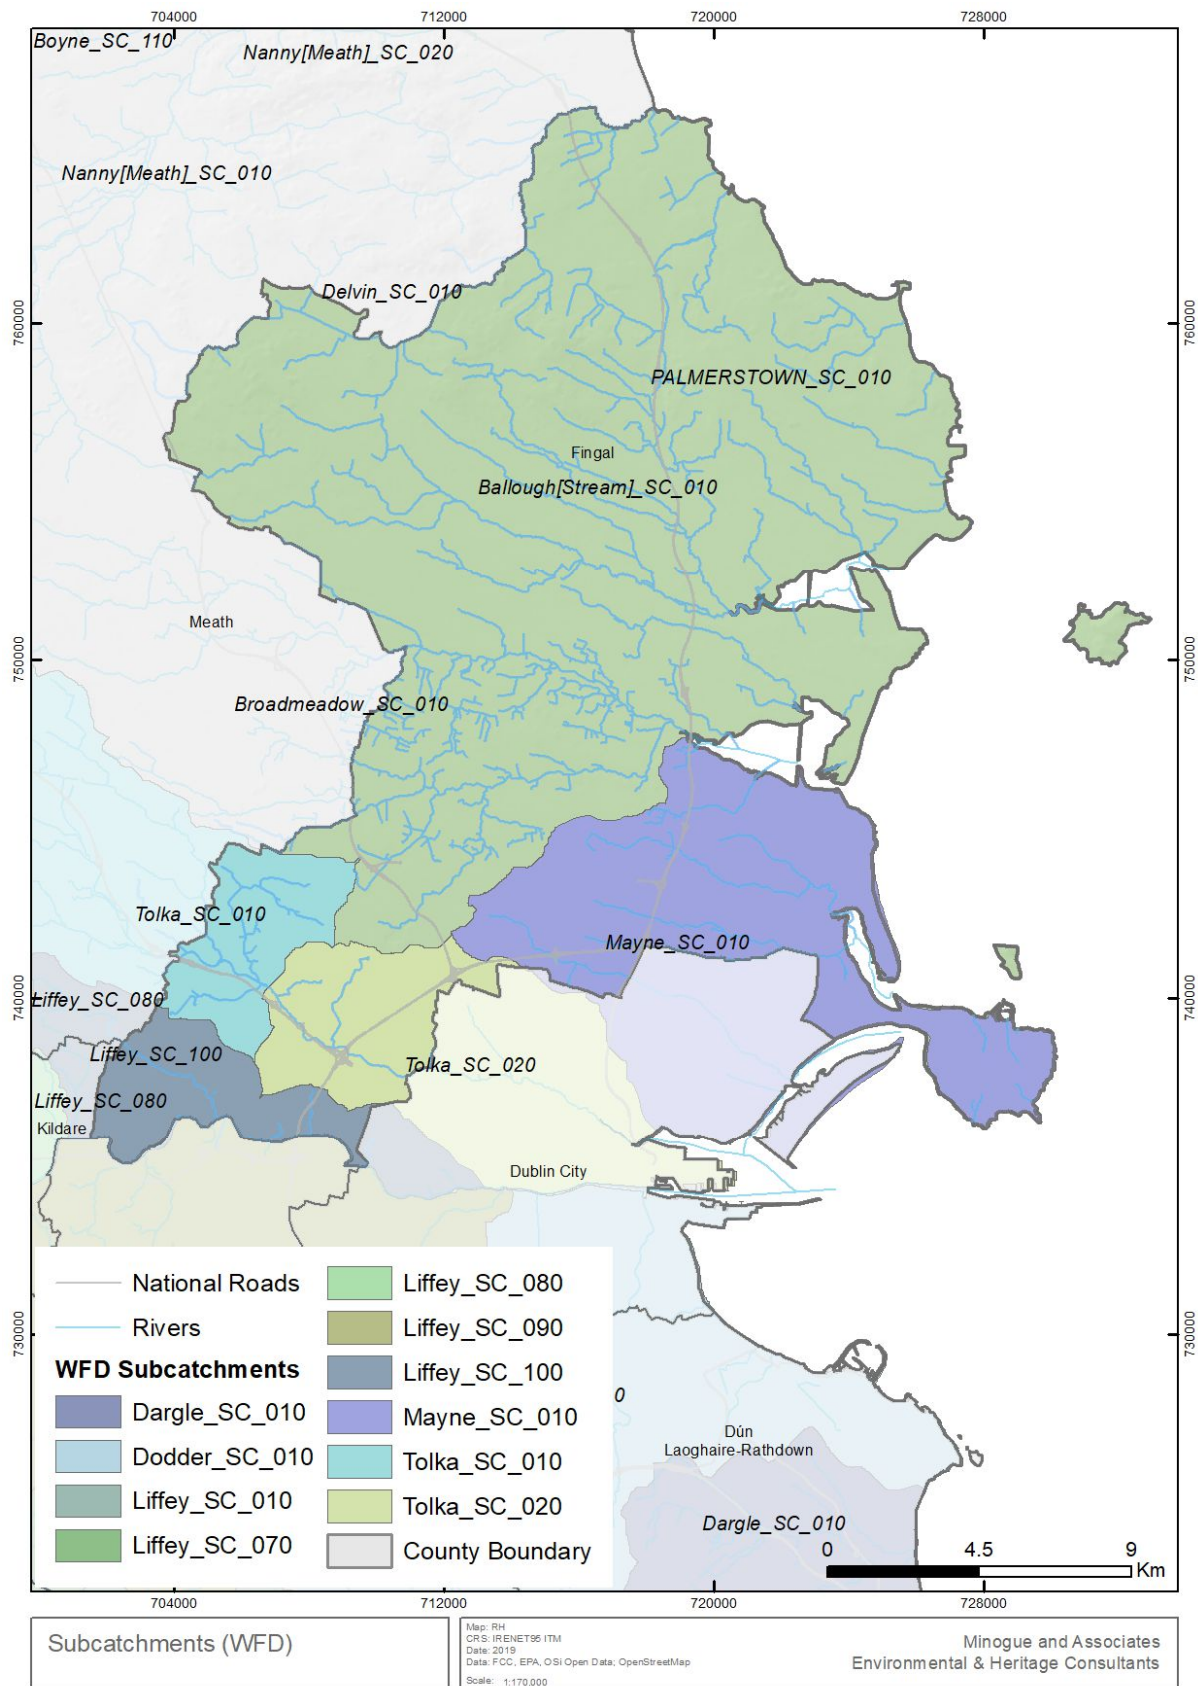 704000 712000 720000 728000
Boyne_SC_110
Nanny[Meath]_SC_020
Nanny[Meath]_SC_010
Delvin_SC_010
760000 760000
PALMERSTOWN_SC_010
Fingal
Ballough[Stream]_SC_010
Meath
750000 750000
Broadmeadow_SC_010
Tolka_SC_010
Mayne_SC_010
740000 740000
Liffey_SC_080
Liffey_SC_100
Tolka_SC_020
Liffey_SC_080
Kildare
Dublin City
730000 730000
National Roads
Rivers
WFD Subcatchments
Dargle_SC_010
Dodder_SC_010
Liffey_SC_010
Liffey_SC_070
Liffey_SC_080
Liffey_SC_090
Liffey_SC_100
Mayne_SC_010
Tolka_SC_010
Tolka_SC_020
County Boundary
0
Dún
Laoghaire-Rathdown
Dargle_SC_010
0 4.5 9
Km
704000 712000 720000 728000
Subcatchments (WFD)
Map: RH
CRS: IRENET95 ITM
Date: 2019
Data: FCC, EPA, OSi Open Data, OpenStreetMap
Scale: 1:170,000
Minogue and Associates
Environmental & Heritage Consultants